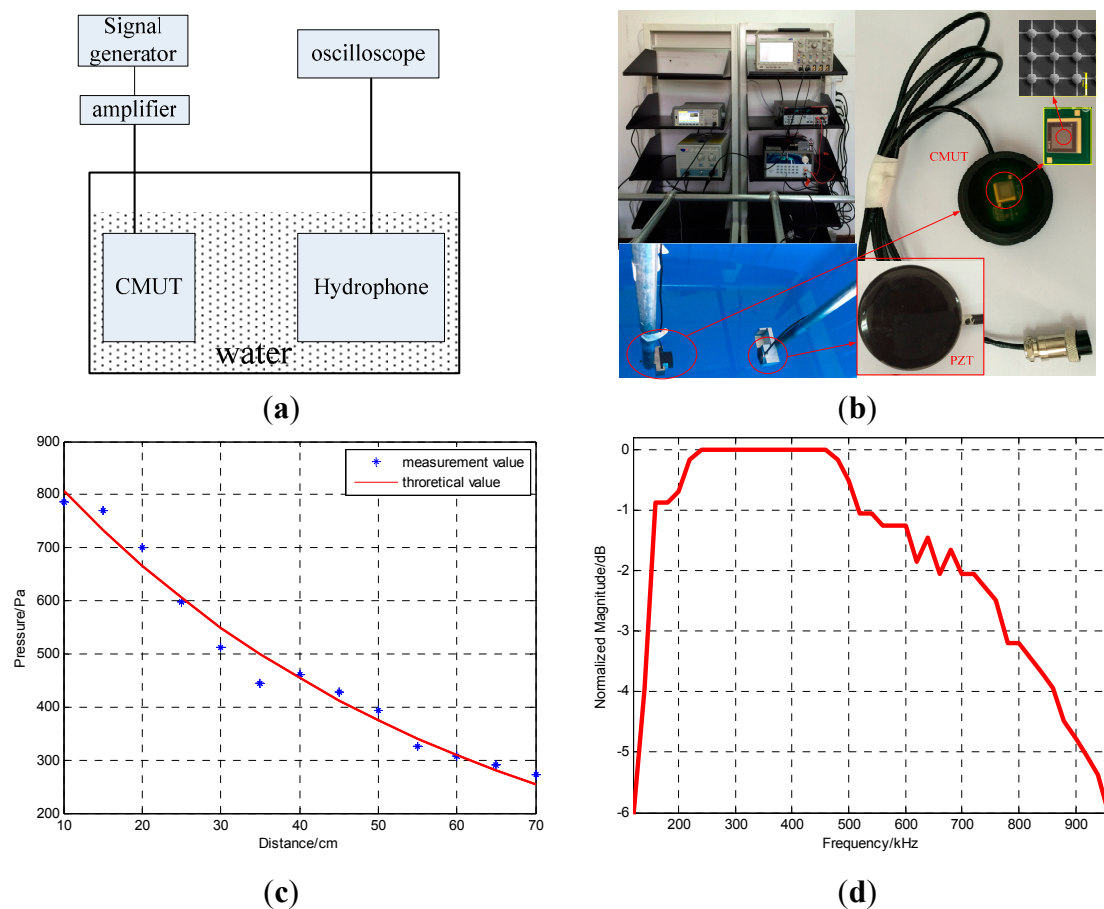 Signal
generator
oscilloscope
amplifier
CMUT
Hydrophone
water
(a)
CMUT
PZT
(b)
900
800
700
600
500
400
300
200
Pressure/Pa
10 20 30 40 50 60 70
Distance/cm
measurement value
throretical value
(c)
0
-1
-2
-3
-4
-5
-6
Normalized Magnitude/dB
200 300 400 500 600 700 800 900
Frequency/kHz
(d)